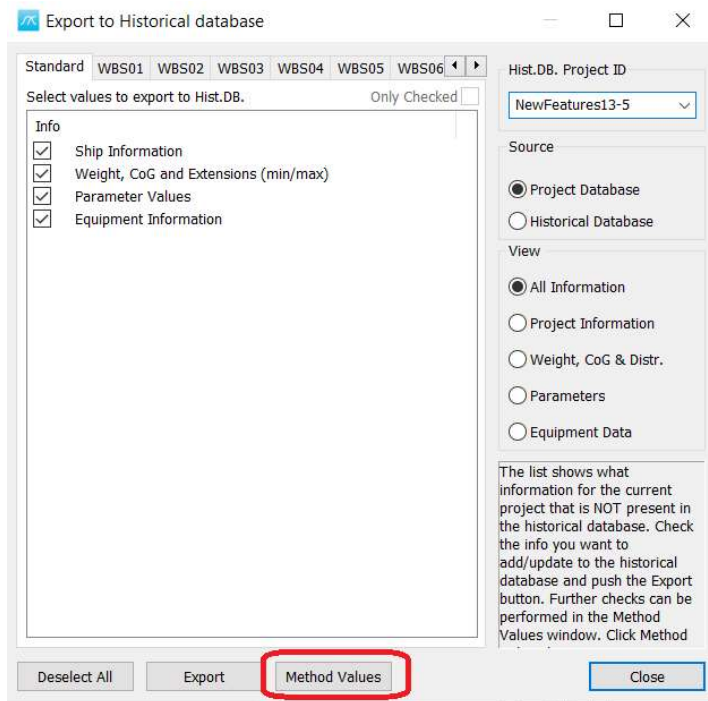 Export to Historical database
Standard WBS01 WBS02 WBS03 WBS04 WBS05 WBS06
Select values to export to Hist.DB. Only Checked
Info
Ship Information
Weight, CoG and Extensions (min/max)
Parameter Values
Equipment Information
Hist.DB. Project ID
NewFeatures13-5
Source
Project Database
Historical Database
View
All Information
Project Information
Weight, CoG & Distr.
Parameters
Equipment Data
The list shows what
information for the current
project that is NOT present in
the historical database. Check
the info you want to
add/update to the historical
database and push the Export
button. Further checks can be
performed in the Method
Values window. Click Method
Deselect All Export Method Values Close